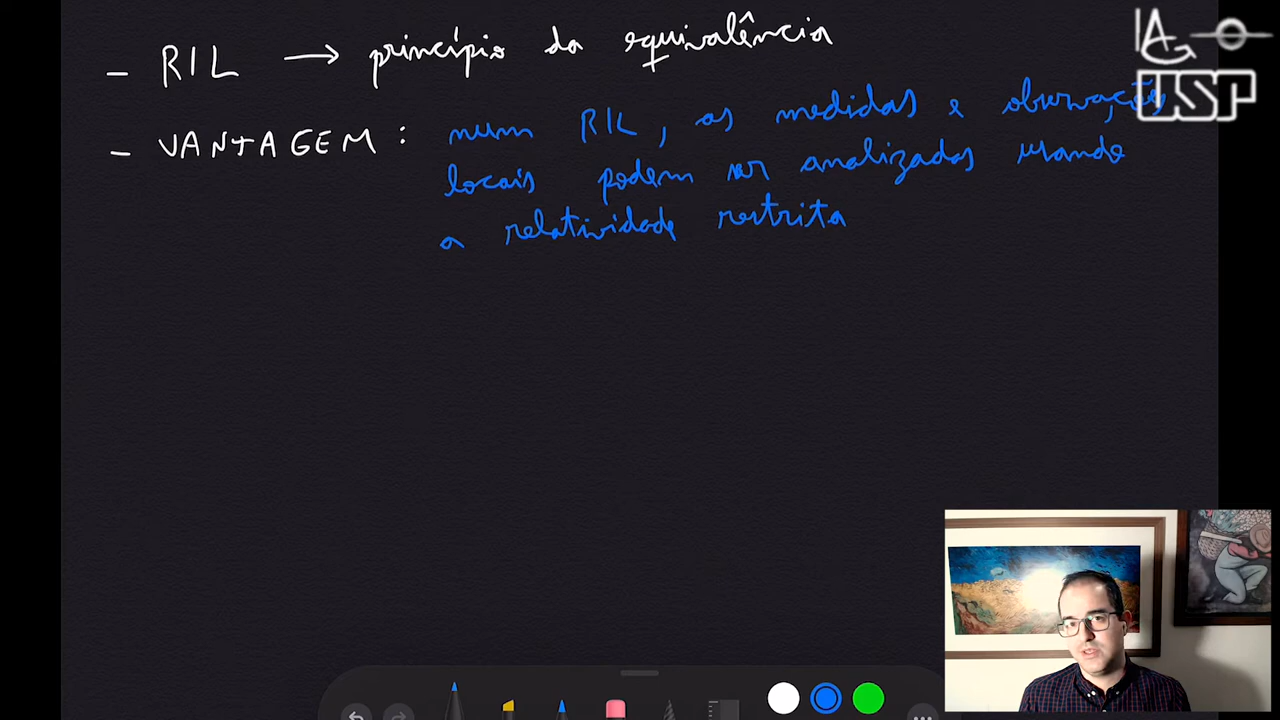 - RIL → princípio da equivalência
- VANTAGEM: num RIL, as medidas e observações
locais podem ser analizadas usando
a relatividade restrita
IAG
USP